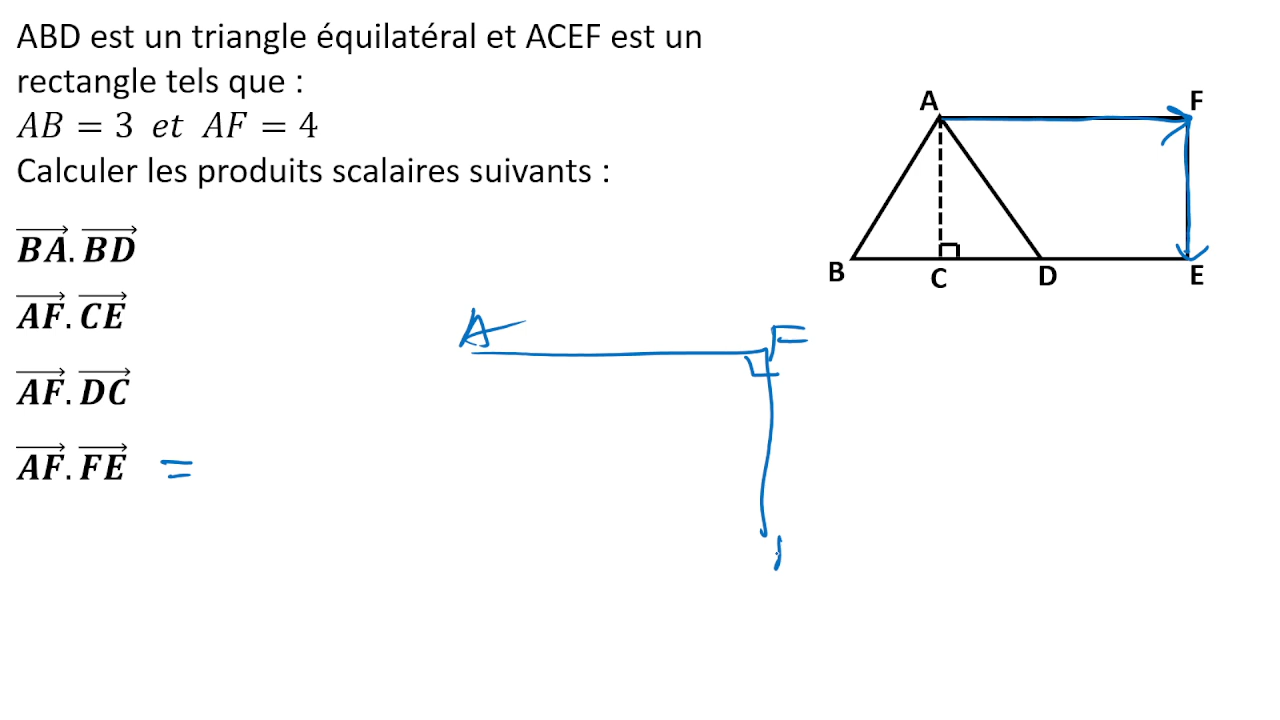 ABD est un triangle équilatéral et ACEF est un
rectangle tels que :
AB = 3 et AF = 4
Calculer les produits scalaires suivants :
BA. BD
AF. CE
AF. DC
AF. FE =
A
F
B
C
D
E
A
F